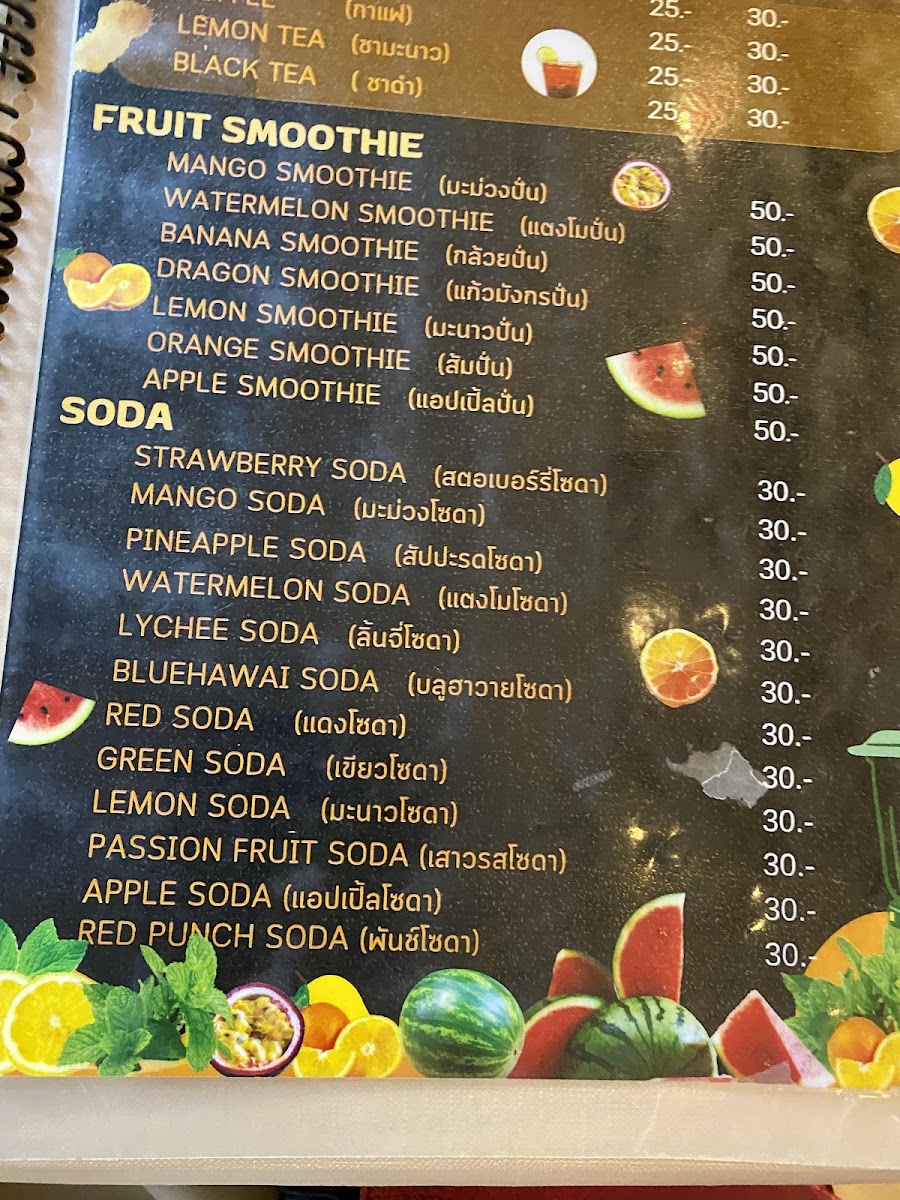 (กาแฟ) 25.- 30.-
LEMON TEA (ชามะนาว) 25.- 30.-
BLACK TEA ( ชาดำ) 25.- 30.-
25. 30.-
FRUIT SMOOTHIE
MANGO SMOOTHIE (มะม่วงปั่น) 50.-
WATERMELON SMOOTHIE (แตงโมปั่น) 50.-
BANANA SMOOTHIE (กล้วยปั่น) 50.-
DRAGON SMOOTHIE (แก้วมังกรปั่น) 50.-
LEMON SMOOTHIE (มะนาวปั่น) 50.-
ORANGE SMOOTHIE (ส้มปั่น) 50.-
APPLE SMOOTHIE (แอปเปิ้ลปั่น) 50.-
SODA
STRAWBERRY SODA (สตอเบอร์รี่โซดา) 30.-
MANGO SODA (มะม่วงโซดา) 30.-
PINEAPPLE SODA (สัปปะรดโซดา) 30.-
WATERMELON SODA (แตงโมโซดา) 30.-
LYCHEE SODA (ลิ้นจี่โซดา) 30.-
BLUEHAWAI SODA (บลูฮาวายโซดา) 30.-
RED SODA (แดงโซดา) 30.-
GREEN SODA (เขียวโซดา) 30.-
LEMON SODA (มะนาวโซดา) 30.-
PASSION FRUIT SODA (เสาวรสโซดา) 30.-
APPLE SODA (แอปเปิ้ลโซดา) 30.-
RED PUNCH SODA (พันช์โซดา) 30.-